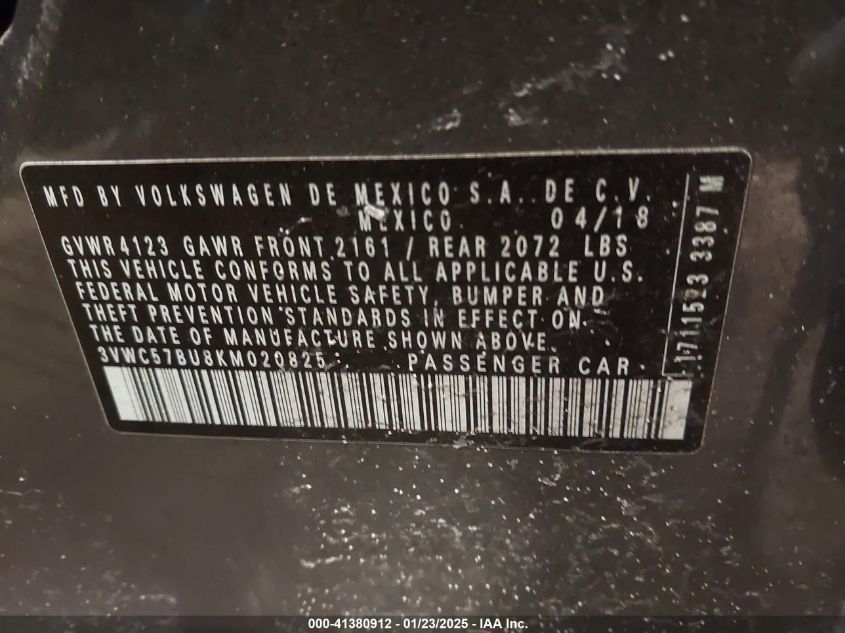 MFD BY VOLKSWAGEN DE MEXICO S.A. DE C.V.
MEXICO 04/18
GVWR4123 GAWR FRONT 2161 / REAR 2072 LBS
THIS VEHICLE CONFORMS TO ALL APPLICABLE U.S.
FEDERAL MOTOR VEHICLE SAFETY, BUMPER AND
THEFT PREVENTION STANDARDS IN EFFECT ON
THE DATE OF MANUFACTURE SHOWN ABOVE.
3VWC57BU8KM020825 PASSENGER CAR
1711523 3387 M
000-41380912 - 01/23/2025 - IAA Inc.